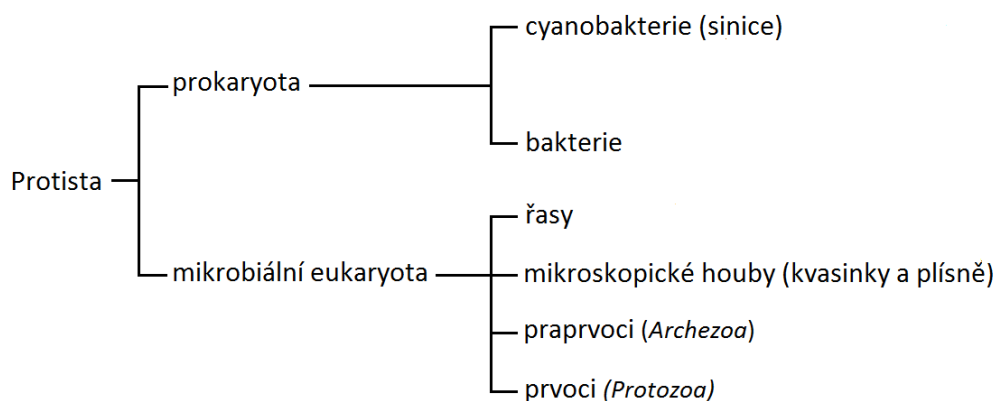 cyanobakterie (sinice)
prokaryota
bakterie
Protista
řasy
mikrobiální eukaryota
mikroskopické houby (kvasinky a plísně)
praprvoci (Archezoa)
prvoci (Protozoa)